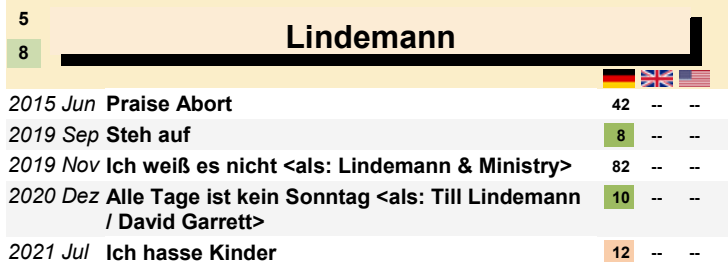 5
8
Lindemann
2015 Jun Praise Abort 42 -- --
2019 Sep Steh auf 8 -- --
2019 Nov Ich weiß es nicht <als: Lindemann & Ministry> 82 -- --
2020 Dez Alle Tage ist kein Sonntag <als: Till Lindemann 10 -- --
/ David Garrett>
2021 Jul Ich hasse Kinder 12 -- --